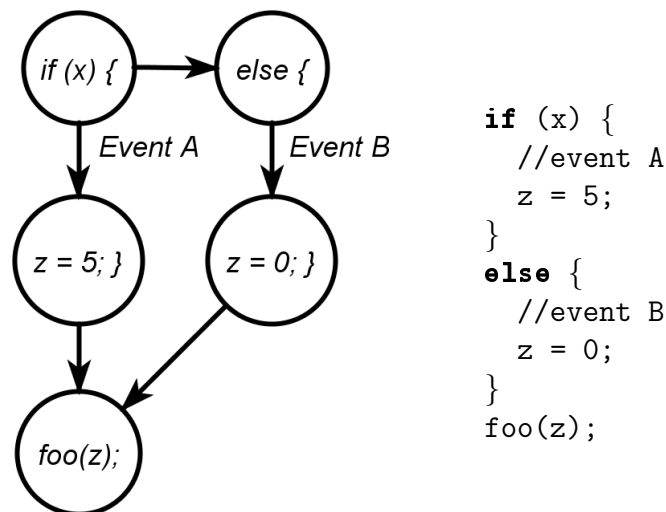 if (x) {
else {
Event A
Event B
z = 5; }
z = 0; }
foo(z);
if (x) {
//event A
z = 5;
}
else {
//event B
z = 0;
}
foo(z);